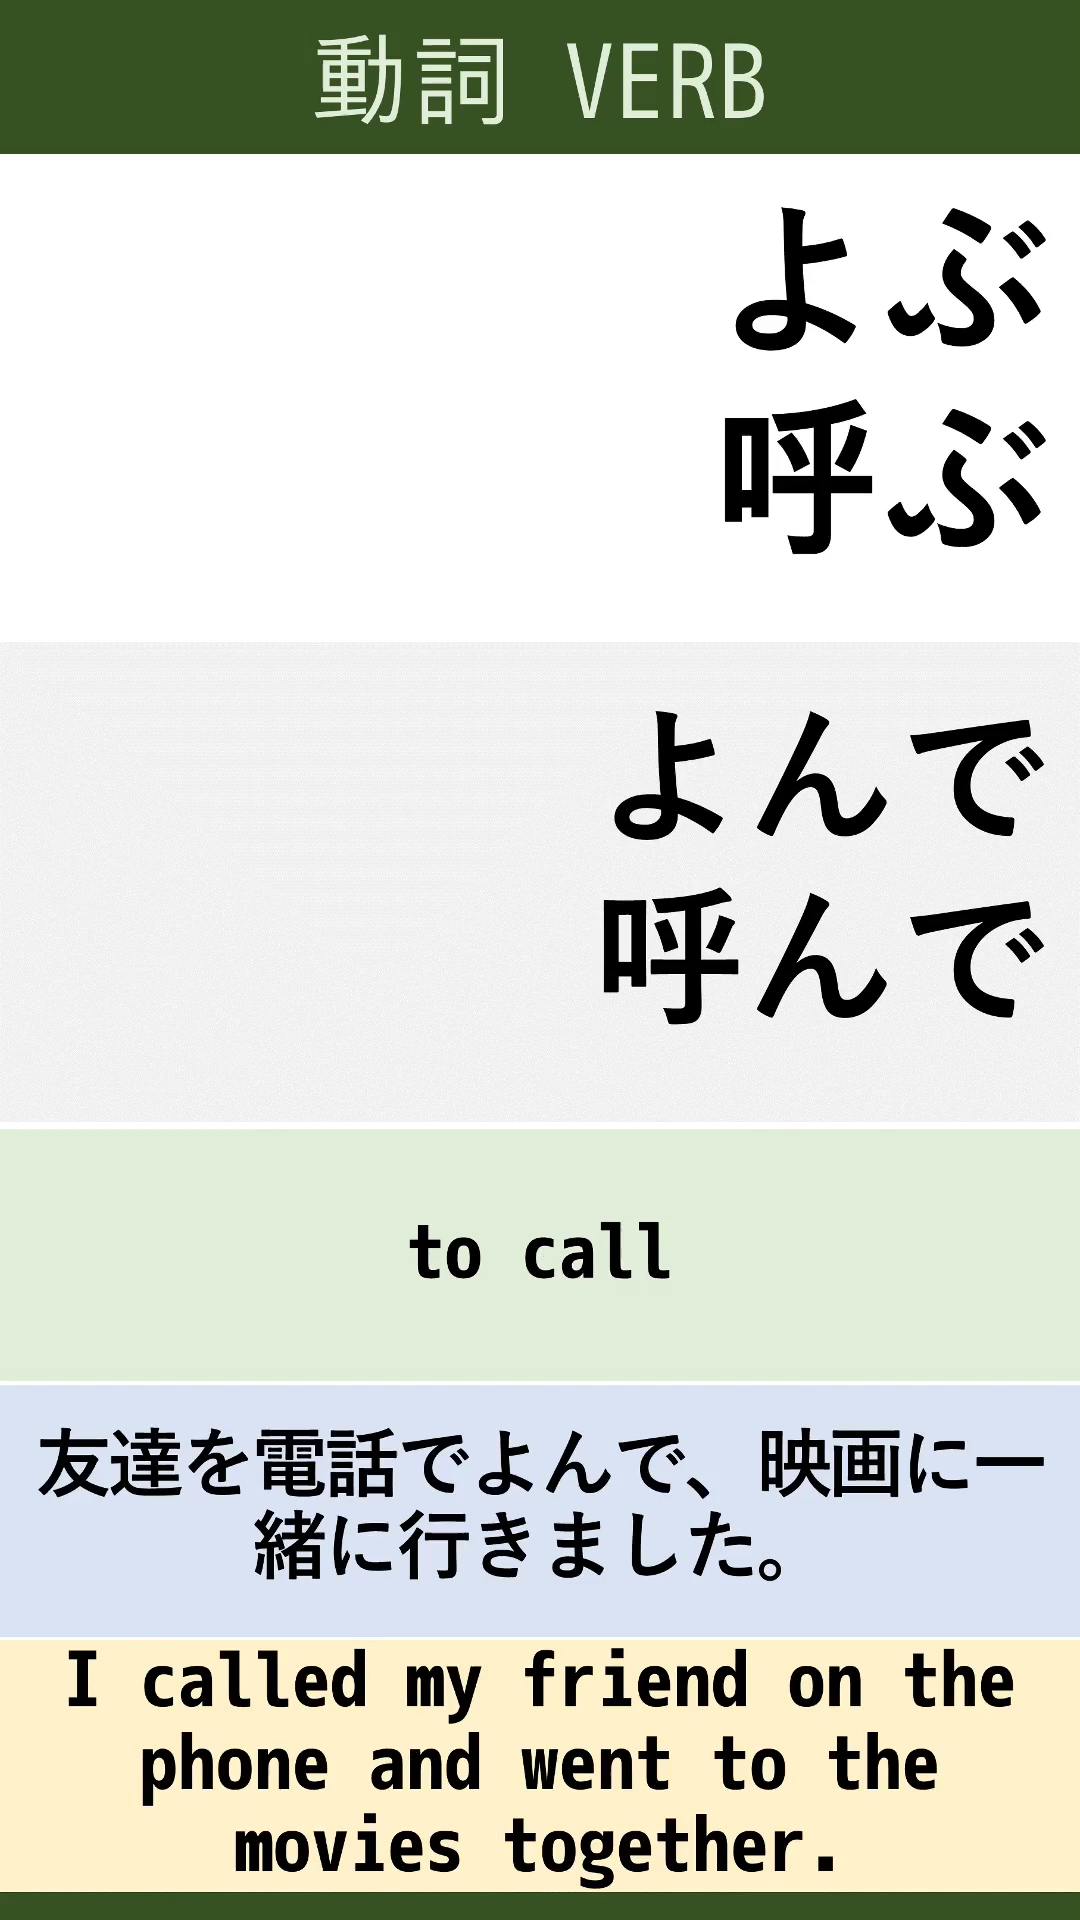 動詞 VERB
よぶ
呼ぶ
よんで
呼んで
to call
友達を電話でよんで、映画に一
緒に行きました。
I called my friend on the
phone and went to the
movies together.